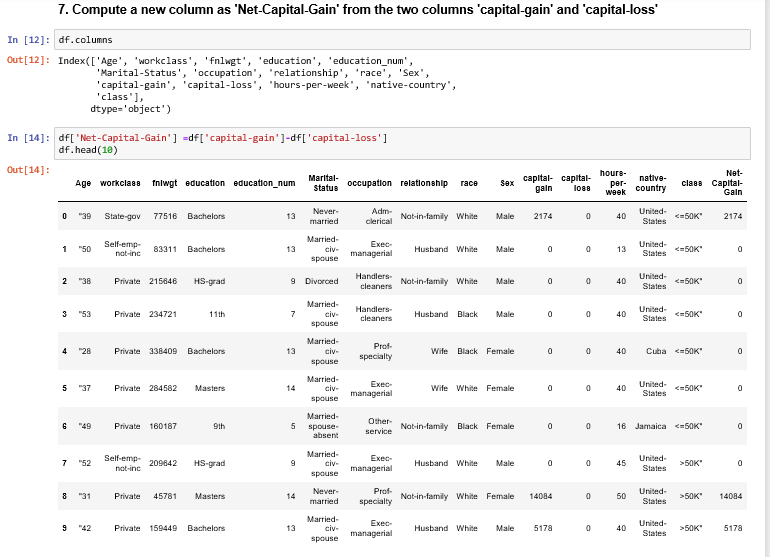 7. Compute a new column as 'Net-Capital-Gain' from the two columns 'capital-gain' and 'capital-loss'
In [12]: df.columns
Out[12]: Index(['Age', 'workclass', 'fnlwgt', 'education', 'education_num',
'Marital-Status', 'occupation', 'relationship', 'race', 'Sex',
'capital-gain', 'capital-loss', 'hours-per-week', 'native-country',
'class'],
dtype='object')
In [14]: df['Net-Capital-Gain'] =df['capital-gain']-df['capital-loss']
df.head(10)
Out[14]:
Age workclass fnlwgt education education_num Marital-Status occupation relationship race Sex capital-gain capital-loss hours-per-week native-country class Net-Capital-Gain
0 "39 State-gov 77516 Bachelors 13 Never-married Adm-clerical Not-in-family White Male 2174 0 40 United-States <=50K" 2174
1 "50 Self-emp-not-inc 83311 Bachelors 13 Married-civ-spouse Exec-managerial Husband White Male 0 0 13 United-States <=50K" 0
2 "38 Private 215646 HS-grad 9 Divorced Handlers-cleaners Not-in-family White Male 0 0 40 United-States <=50K" 0
3 "53 Private 234721 11th 7 Married-civ-spouse Handlers-cleaners Husband Black Male 0 0 40 United-States <=50K" 0
4 "28 Private 338409 Bachelors 13 Married-civ-spouse Prof-specialty Wife Black Female 0 0 40 Cuba <=50K" 0
5 "37 Private 284582 Masters 14 Married-civ-spouse Exec-managerial Wife White Female 0 0 40 United-States <=50K" 0
6 "49 Private 160187 9th 5 Married-spouse-absent Other-service Not-in-family Black Female 0 0 16 Jamaica <=50K" 0
7 "52 Self-emp-not-inc 209642 HS-grad 9 Married-civ-spouse Exec-managerial Husband White Male 0 0 45 United-States >50K" 0
8 "31 Private 45781 Masters 14 Never-married Prof-specialty Not-in-family White Female 14084 0 50 United-States >50K" 14084
9 "42 Private 159449 Bachelors 13 Married-civ-spouse Exec-managerial Husband White Male 5178 0 40 United-States >50K" 5178